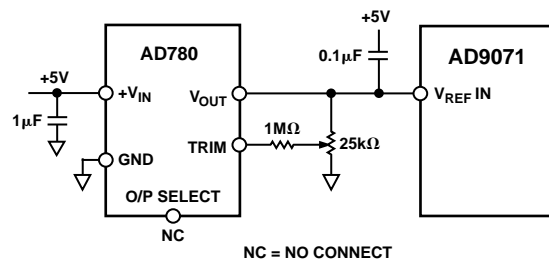 +5V
AD780
0.1µF
AD9071
+5V
+VIN
VOUT
VREF IN
1µF
1MΩ
25kΩ
TRIM
GND
O/P SELECT
NC
NC = NO CONNECT